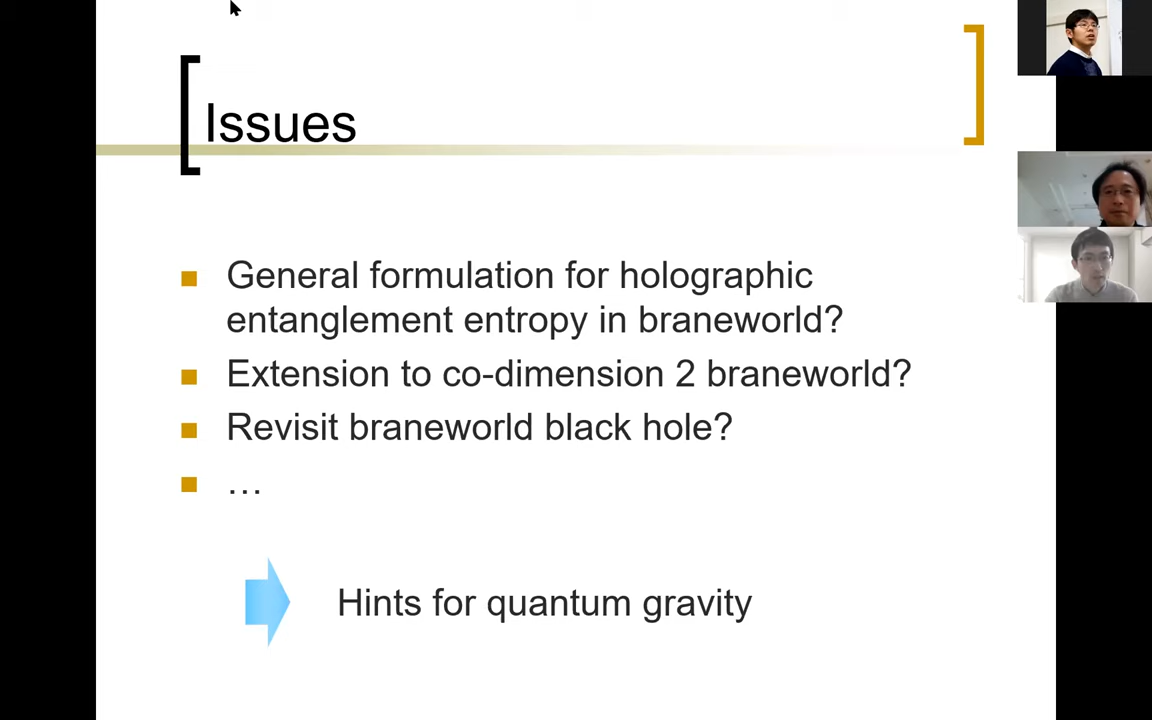 Issues
General formulation for holographic
entanglement entropy in braneworld?
Extension to co-dimension 2 braneworld?
Revisit braneworld black hole?
…
Hints for quantum gravity